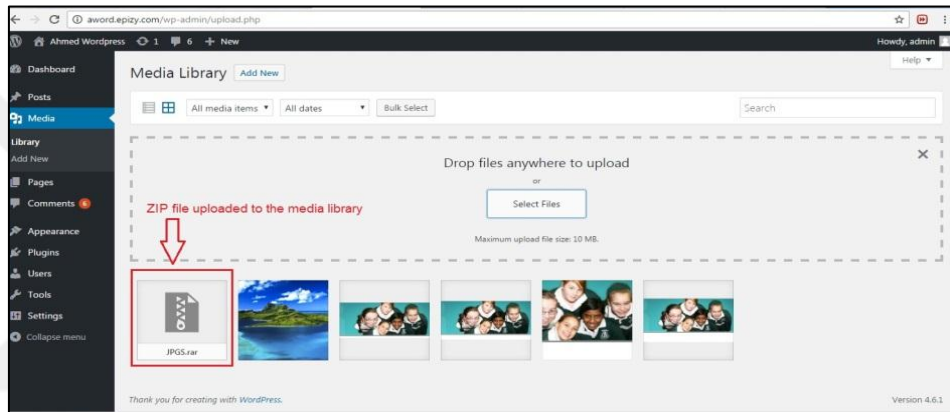 aword.epizy.com/wp-admin/upload.php
Ahmed Wordpress 1 6 + New Howdy, admin
Dashboard
Posts
Media
Library
Add New
Pages
Comments 6
Appearance
Plugins
Users
Tools
Settings
Collapse menu
Help
Media Library Add New
All media items All dates Bulk Select Search
Drop files anywhere to upload
or
Select Files
Maximum upload file size: 10 MB.
ZIP file uploaded to the media library
JPGS.rar
Thank you for creating with WordPress. Version 4.6.1